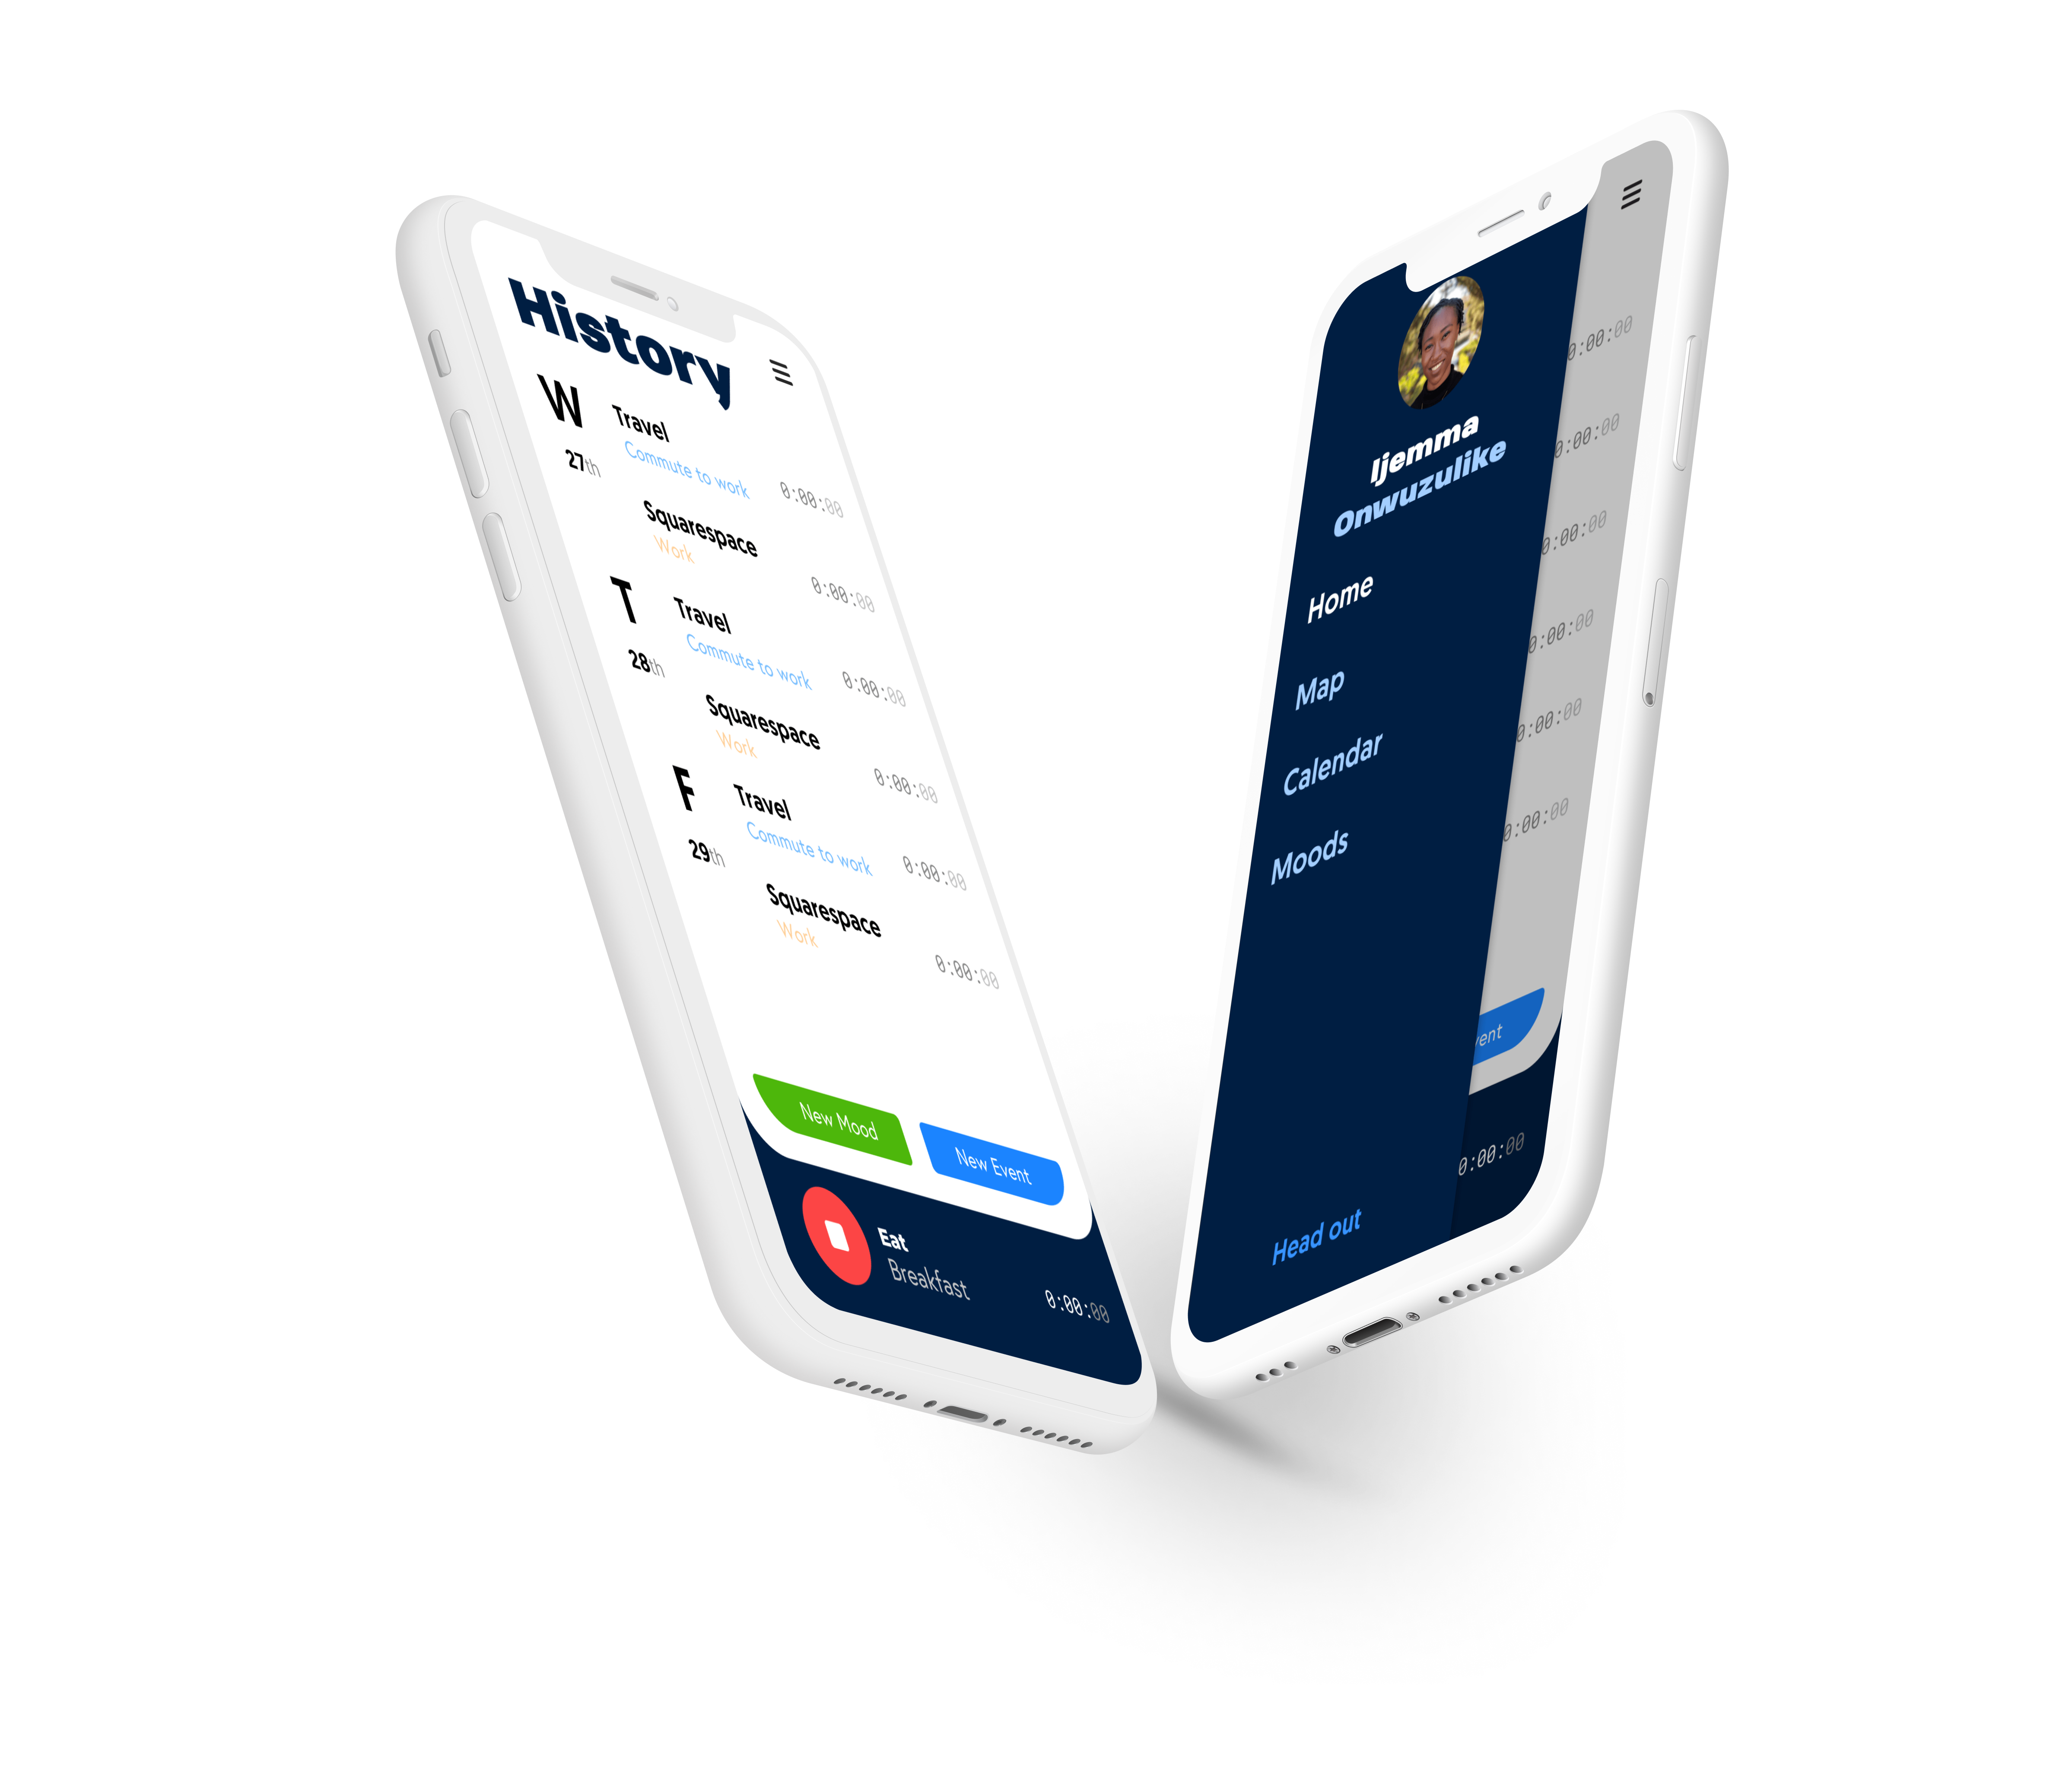 History
W
27th
Travel
Commute to work
0:00:00
Squarespace
Work
0:00:00
T
28th
Travel
Commute to work
0:00:00
Squarespace
Work
0:00:00
F
29th
Travel
Commute to work
0:00:00
Squarespace
Work
0:00:00
New Mood
New Event
Eat
Breakfast
0:00:00
Ijemma
Onwuzulike
Home
Map
Calendar
Moods
Head out
0:00:00
0:00:00
0:00:00
0:00:00
0:00:00
0:00:00
vent
0:00:00